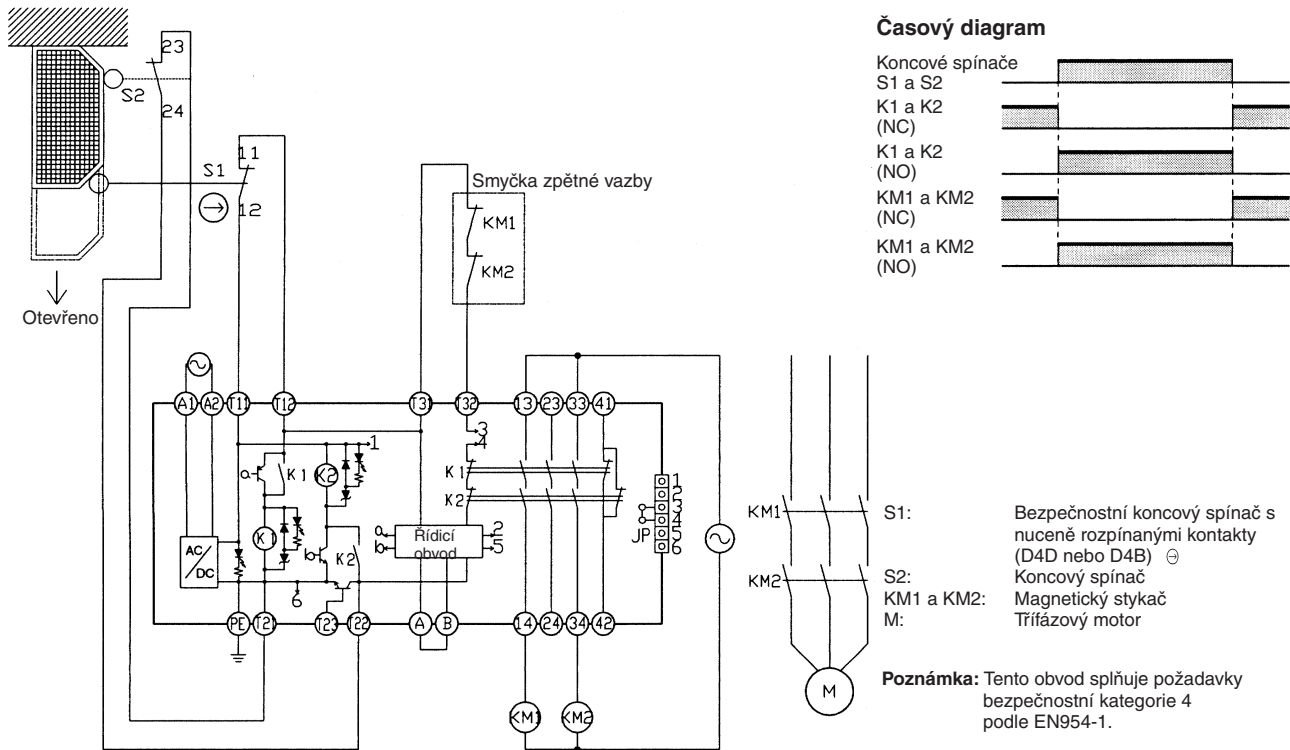 23
S2
24
11
S1
12
Otevřeno
Smyčka zpětné vazby
KM1
KM2
A1 A2 T11 T12 T31 T32 13 23 33 41
1
3
4
a
K1
K2
K1
K2
K1
K2
b
a
b
Řídicí
obvod
2
5
AC/
DC
6
JP
1
2
3
4
5
6
PE T21 T23 T22 A B 14 24 34 42
KM1 KM2
KM1
KM2
M
Časový diagram
Koncové spínače
S1 a S2
K1 a K2
(NC)
K1 a K2
(NO)
KM1 a KM2
(NC)
KM1 a KM2
(NO)
S1: Bezpečnostní koncový spínač s
nuceně rozpínanými kontakty
(D4D nebo D4B)
S2: Koncový spínač
KM1 a KM2: Magnetický stykač
M: Třífázový motor
Poznámka: Tento obvod splňuje požadavky
bezpečnostní kategorie 4
podle EN954-1.